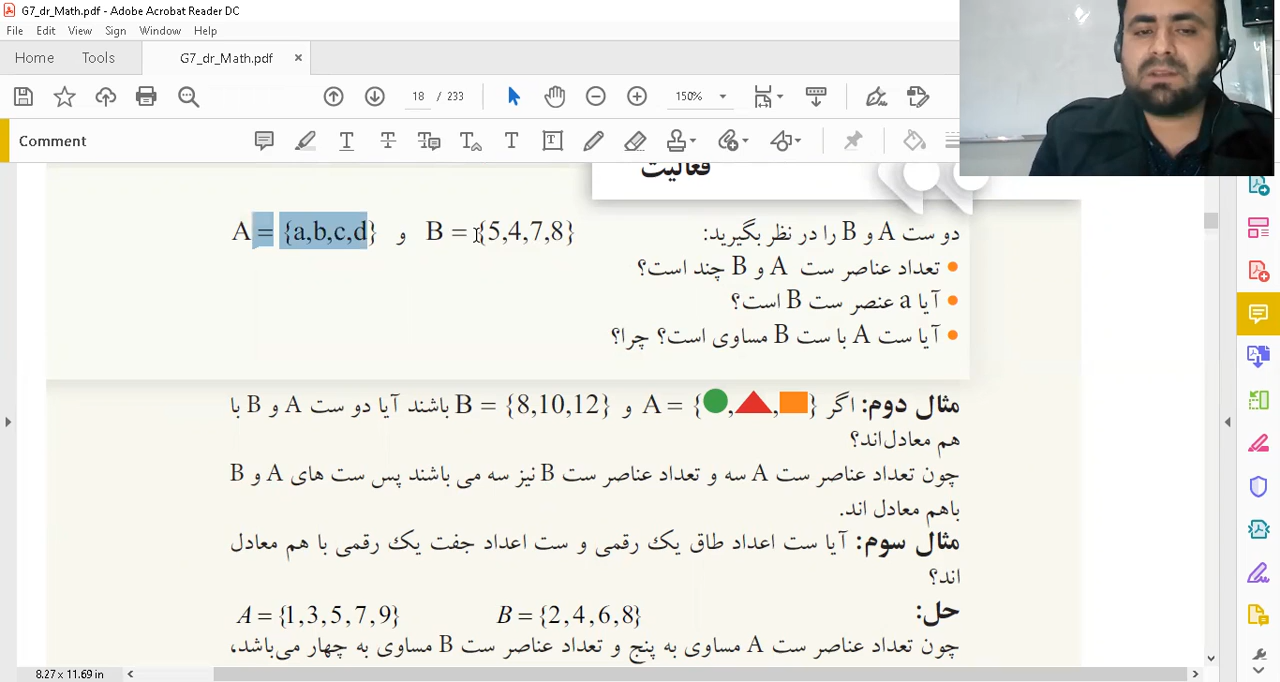 G7_dr_Math.pdf - Adobe Acrobat Reader DC
File Edit View Sign Window Help
Home Tools G7_dr_Math.pdf ×
18 / 233 150%
Comment
فعالیت
دو ست A و B را در نظر بگیرید: B = {5,4,7,8} و A = {a,b,c,d}
تعداد عناصر ست A و B چند است؟
آیا a عنصر ست B است؟
آیا ست A با ست B مساوی است؟ چرا؟
مثال دوم: اگر A = { , , } و B = {8,10,12} باشند آیا دو ست A و B با
هم معادل‌اند؟
چون تعداد عناصر ست A سه و تعداد عناصر ست B نیز سه می باشند پس ست های A و B
باهم معادل اند.
مثال سوم: آیا ست اعداد طاق یک رقمی و ست اعداد جفت یک رقمی با هم معادل
اند؟
حل:
A = {1,3,5,7,9} B = {2,4,6,8}
چون تعداد عناصر ست A مساوی به پنج و تعداد عناصر ست B مساوی به چهار می‌باشد،
8.27 x 11.69 in